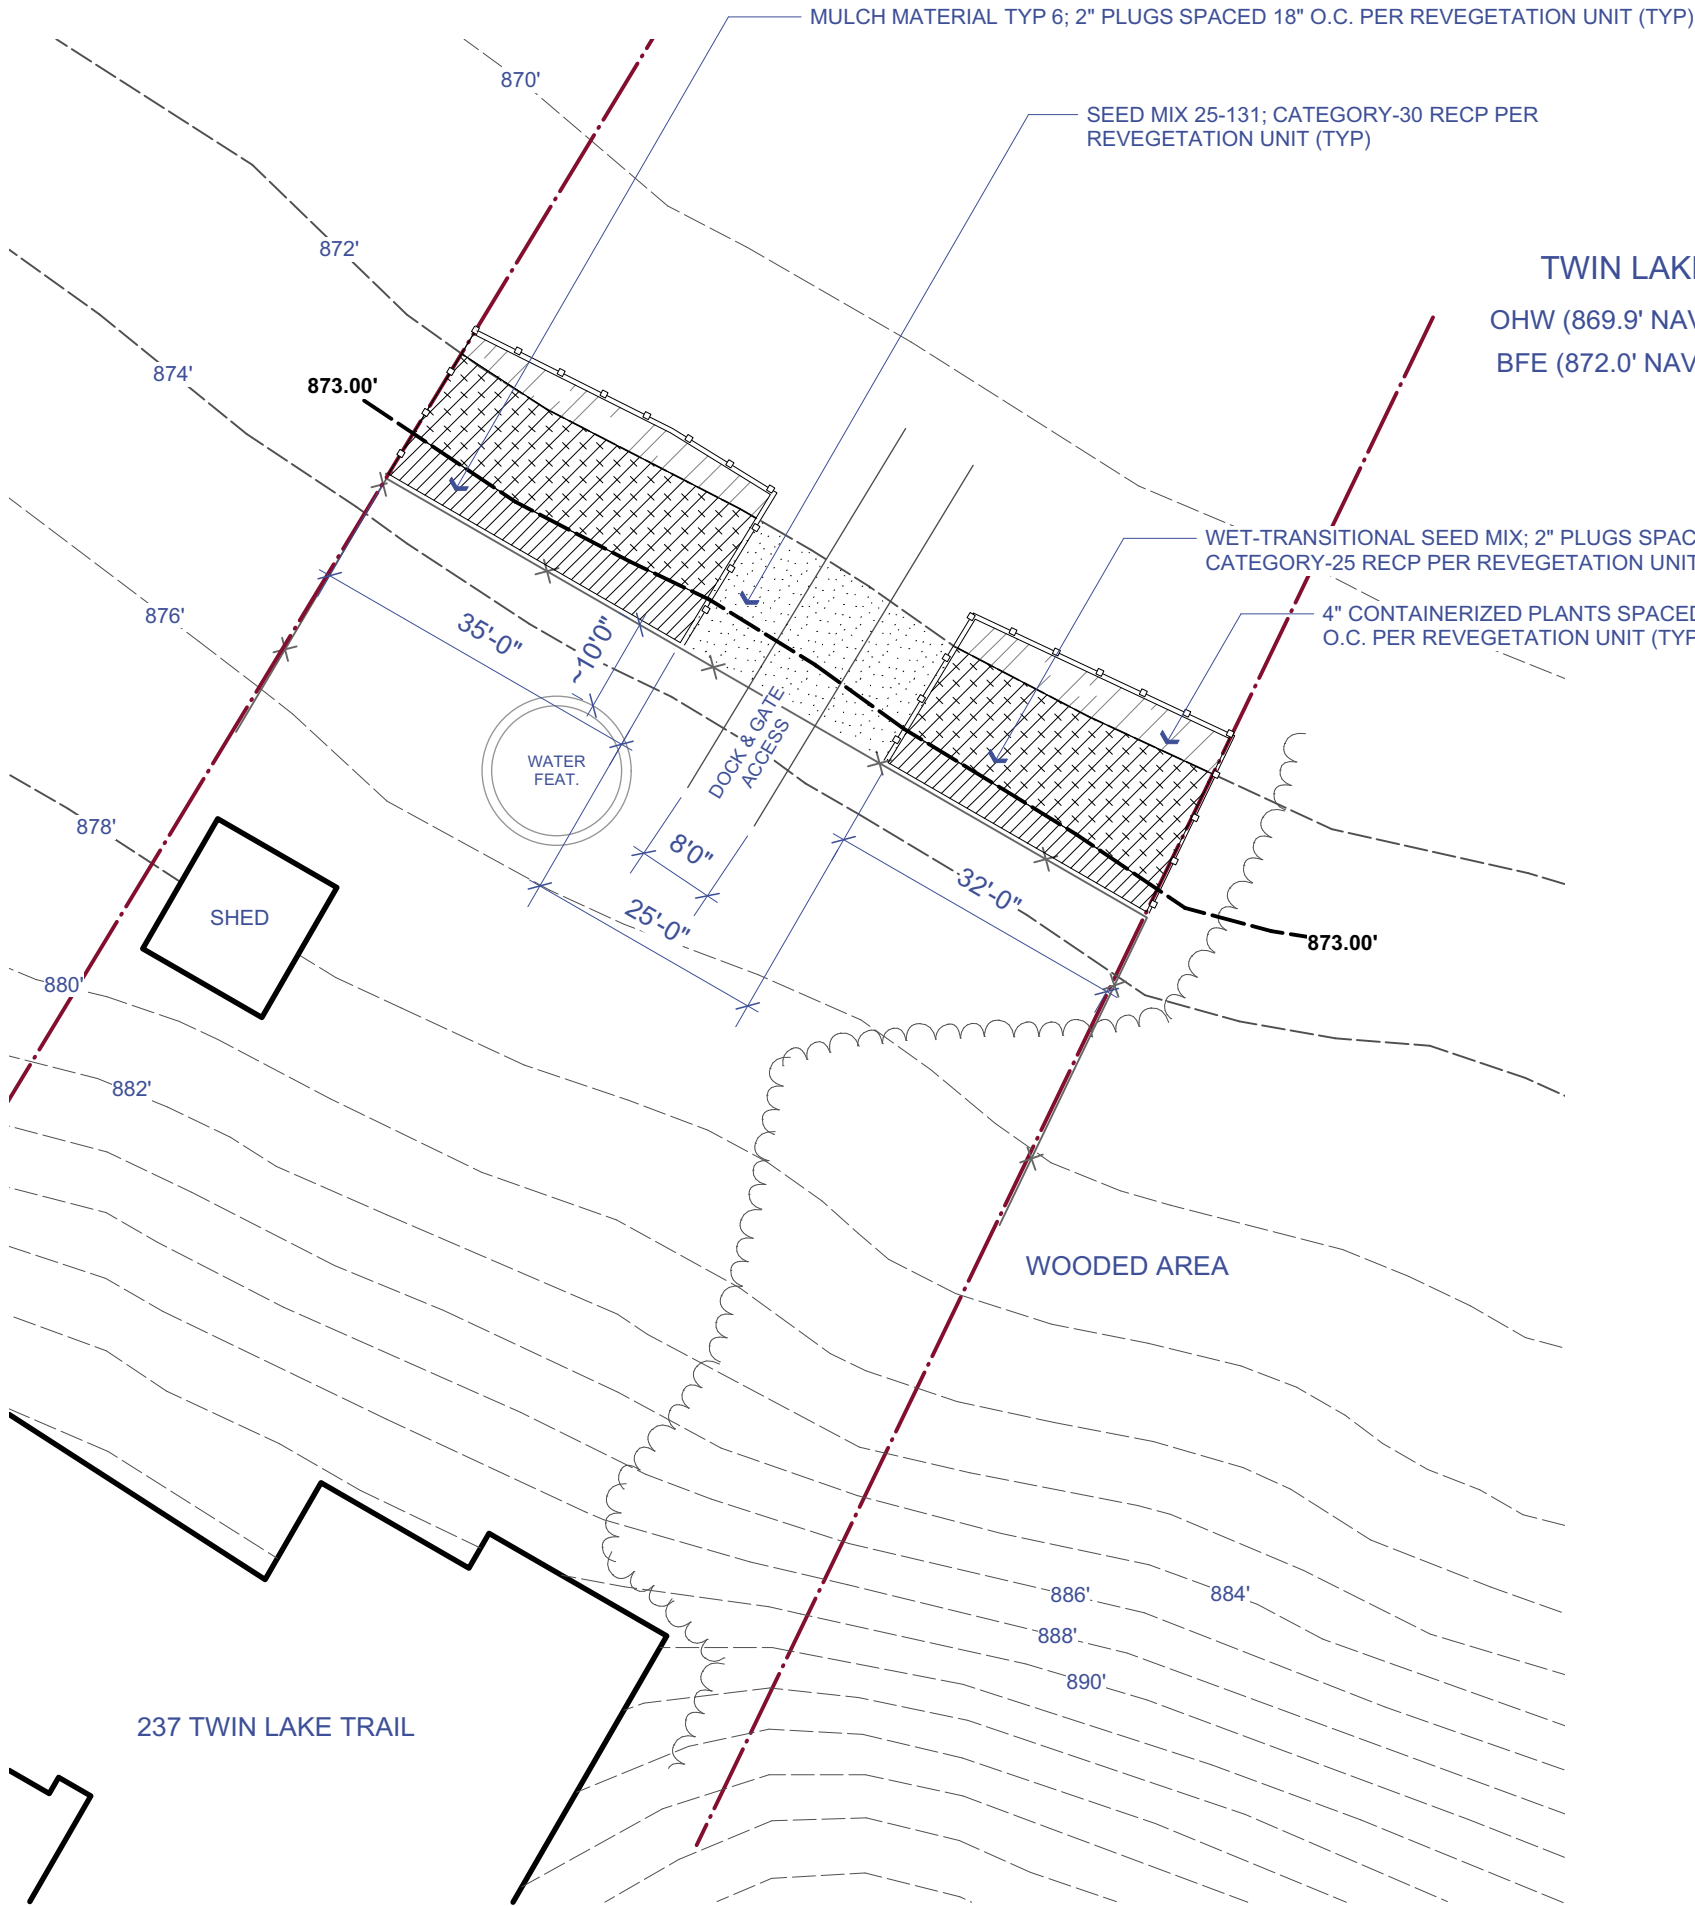 MULCH MATERIAL TYP 6; 2" PLUGS SPACED 18" O.C. PER REVEGETATION UNIT (TYP)
870'
SEED MIX 25-131; CATEGORY-30 RECP PER
REVEGETATION UNIT (TYP)
872'
TWIN LAKE
OHW (869.9' NAV
BFE (872.0' NAV
874'
873.00'
WET-TRANSITIONAL SEED MIX; 2" PLUGS SPAC
CATEGORY-25 RECP PER REVEGETATION UNIT
876'
4" CONTAINERIZED PLANTS SPACED
O.C. PER REVEGETATION UNIT (TYP
35'-0"
~10'0"
DOCK & GATE
ACCESS
WATER
FEAT.
878'
8'0"
32'-0"
25'-0"
SHED
873.00'
880'
882'
WOODED AREA
886'
884'
888'
890'
237 TWIN LAKE TRAIL